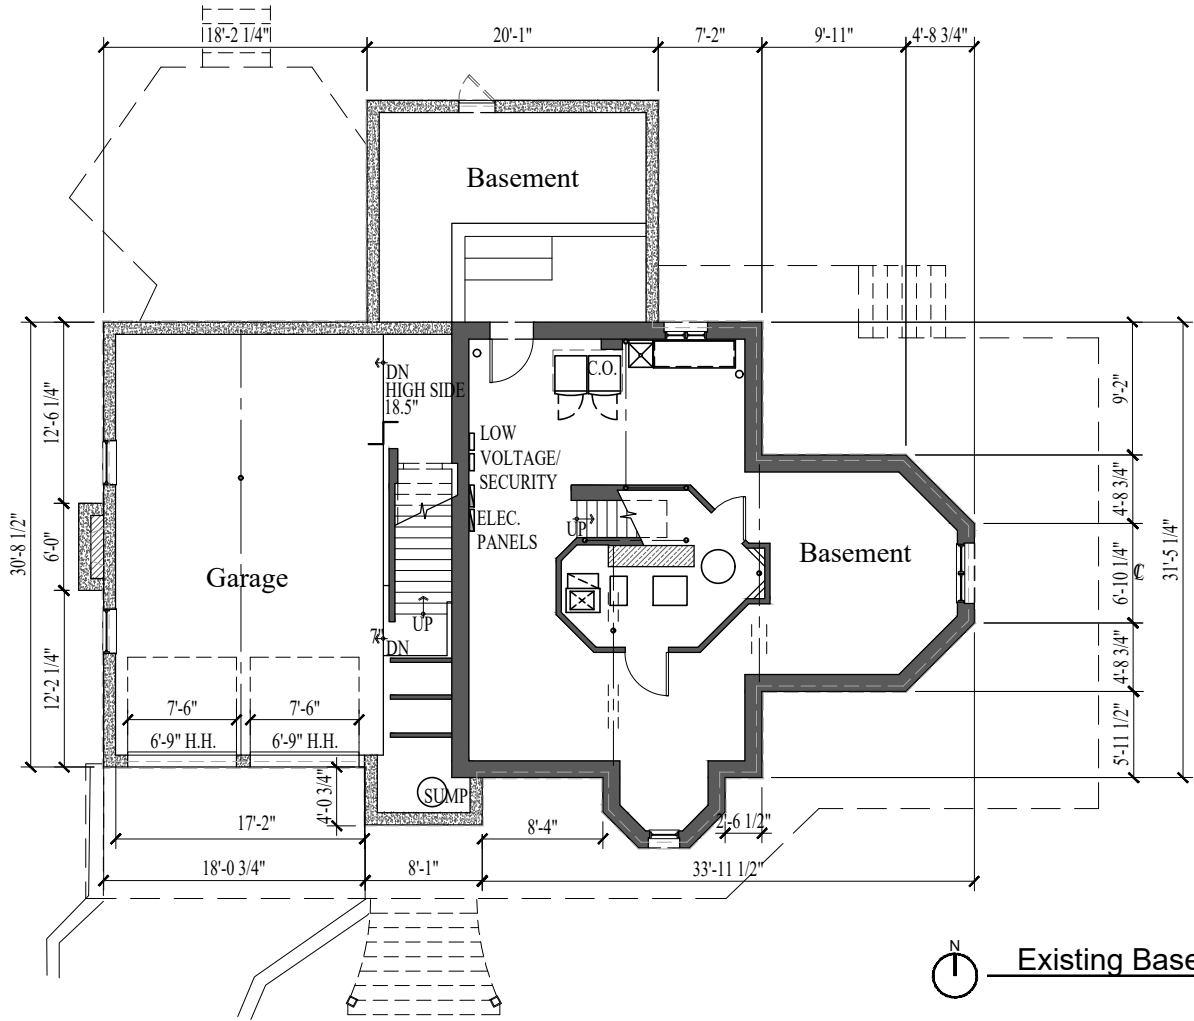 18'-2 1/4"
20'-1"
7'-2"
9'-11"
4'-8 3/4"
Basement
DN
HIGH SIDE
18.5"
C.O.
LOW
VOLTAGE/
SECURITY
ELEC.
PANELS
UP
Basement
Garage
UP
7"
DN
12'-6 1/4"
6'-0"
30'-8 1/2"
12'-2 1/4"
9'-2"
4'-8 3/4"
6'-10 1/4"
℄
31'-5 1/4"
4'-8 3/4"
5'-11 1/2"
7'-6"
7'-6"
6'-9" H.H.
6'-9" H.H.
4'-0 3/4"
SUMP
17'-2"
8'-4"
2'-6 1/2"
18'-0 3/4"
8'-1"
33'-11 1/2"
N
Existing Base